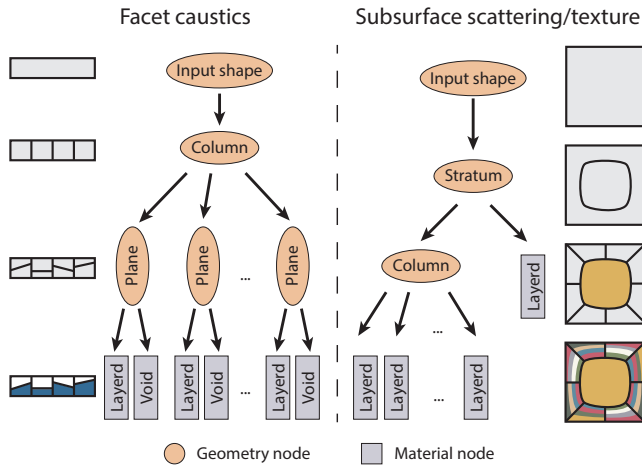 Facet caustics
Input shape
Column
Plane
Plane
...
Plane
Layerd
Void
Layerd
Void
...
Layerd
Void
Subsurface scattering/texture
Input shape
Stratum
Column
Layerd
...
Layerd
Layerd
...
Layerd
Geometry node
Material node